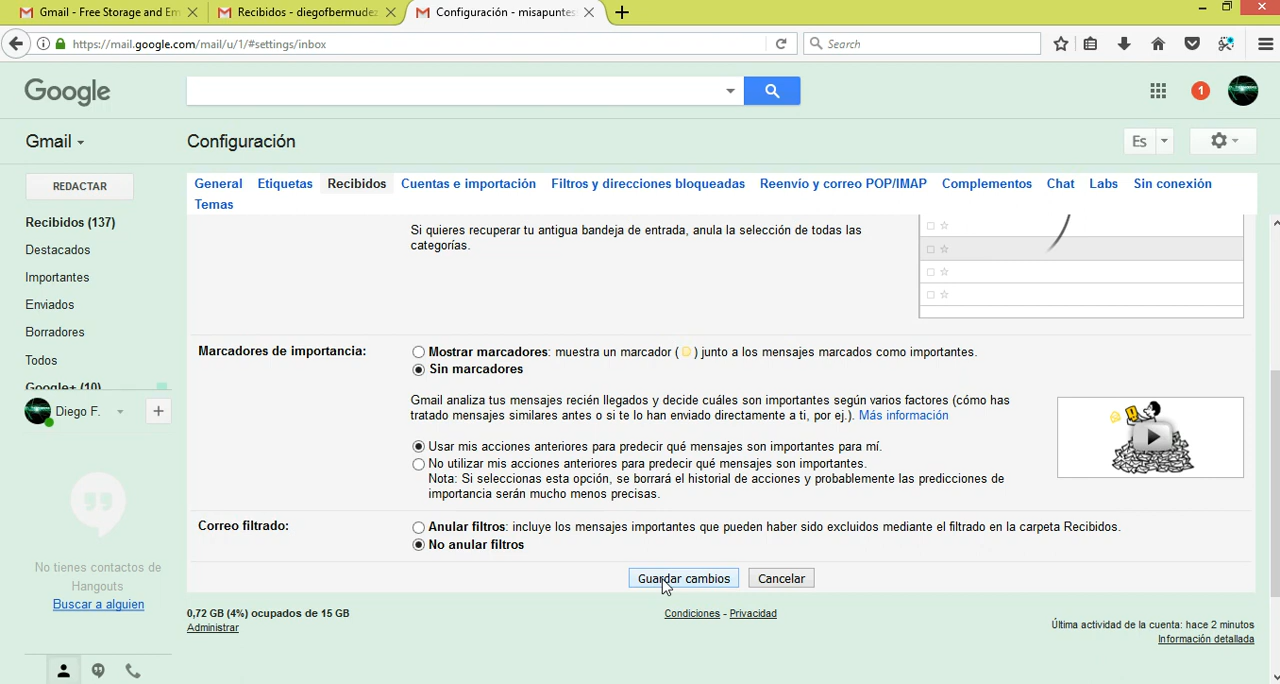 Gmail - Free Storage and Em
Recibidos - diegofbermudez
Configuración - misapuntes
https://mail.google.com/mail/u/1/#settings/inbox
Search
Google
1
Gmail
Configuración
Es
REDACTAR
General Etiquetas Recibidos Cuentas e importación Filtros y direcciones bloqueadas Reenvío y correo POP/IMAP Complementos Chat Labs Sin conexión
Temas
Recibidos (137)
Destacados
Importantes
Enviados
Borradores
Todos
Google+ (10)
Diego F.
No tienes contactos de
Hangouts
Buscar a alguien
Si quieres recuperar tu antigua bandeja de entrada, anula la selección de todas las
categorías.
Marcadores de importancia:
Mostrar marcadores: muestra un marcador ( ) junto a los mensajes marcados como importantes.
Sin marcadores
Gmail analiza tus mensajes recién llegados y decide cuáles son importantes según varios factores (cómo has
tratado mensajes similares antes o si te lo han enviado directamente a ti, por ej.). Más información
Usar mis acciones anteriores para predecir qué mensajes son importantes para mí.
No utilizar mis acciones anteriores para predecir qué mensajes son importantes.
Nota: Si seleccionas esta opción, se borrará el historial de acciones y probablemente las predicciones de
importancia serán mucho menos precisas.
Correo filtrado:
Anular filtros: incluye los mensajes importantes que pueden haber sido excluidos mediante el filtrado en la carpeta Recibidos.
No anular filtros
Guardar cambios
Cancelar
0,72 GB (4%) ocupados de 15 GB
Administrar
Condiciones - Privacidad
Última actividad de la cuenta: hace 2 minutos
Información detallada